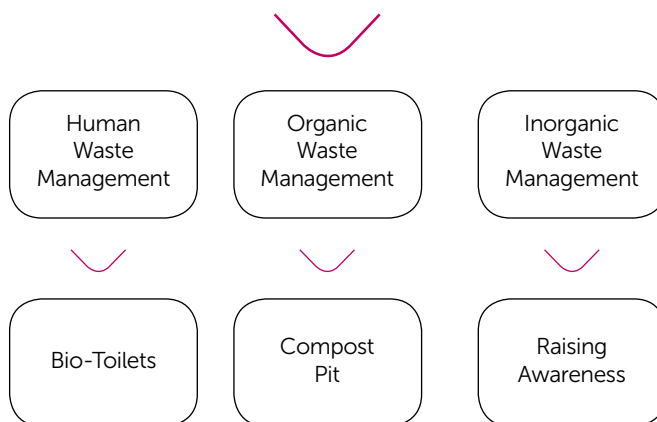 Human
Waste
Management
Organic
Waste
Management
Inorganic
Waste
Management
Bio-Toilets
Compost
Pit
Raising
Awareness